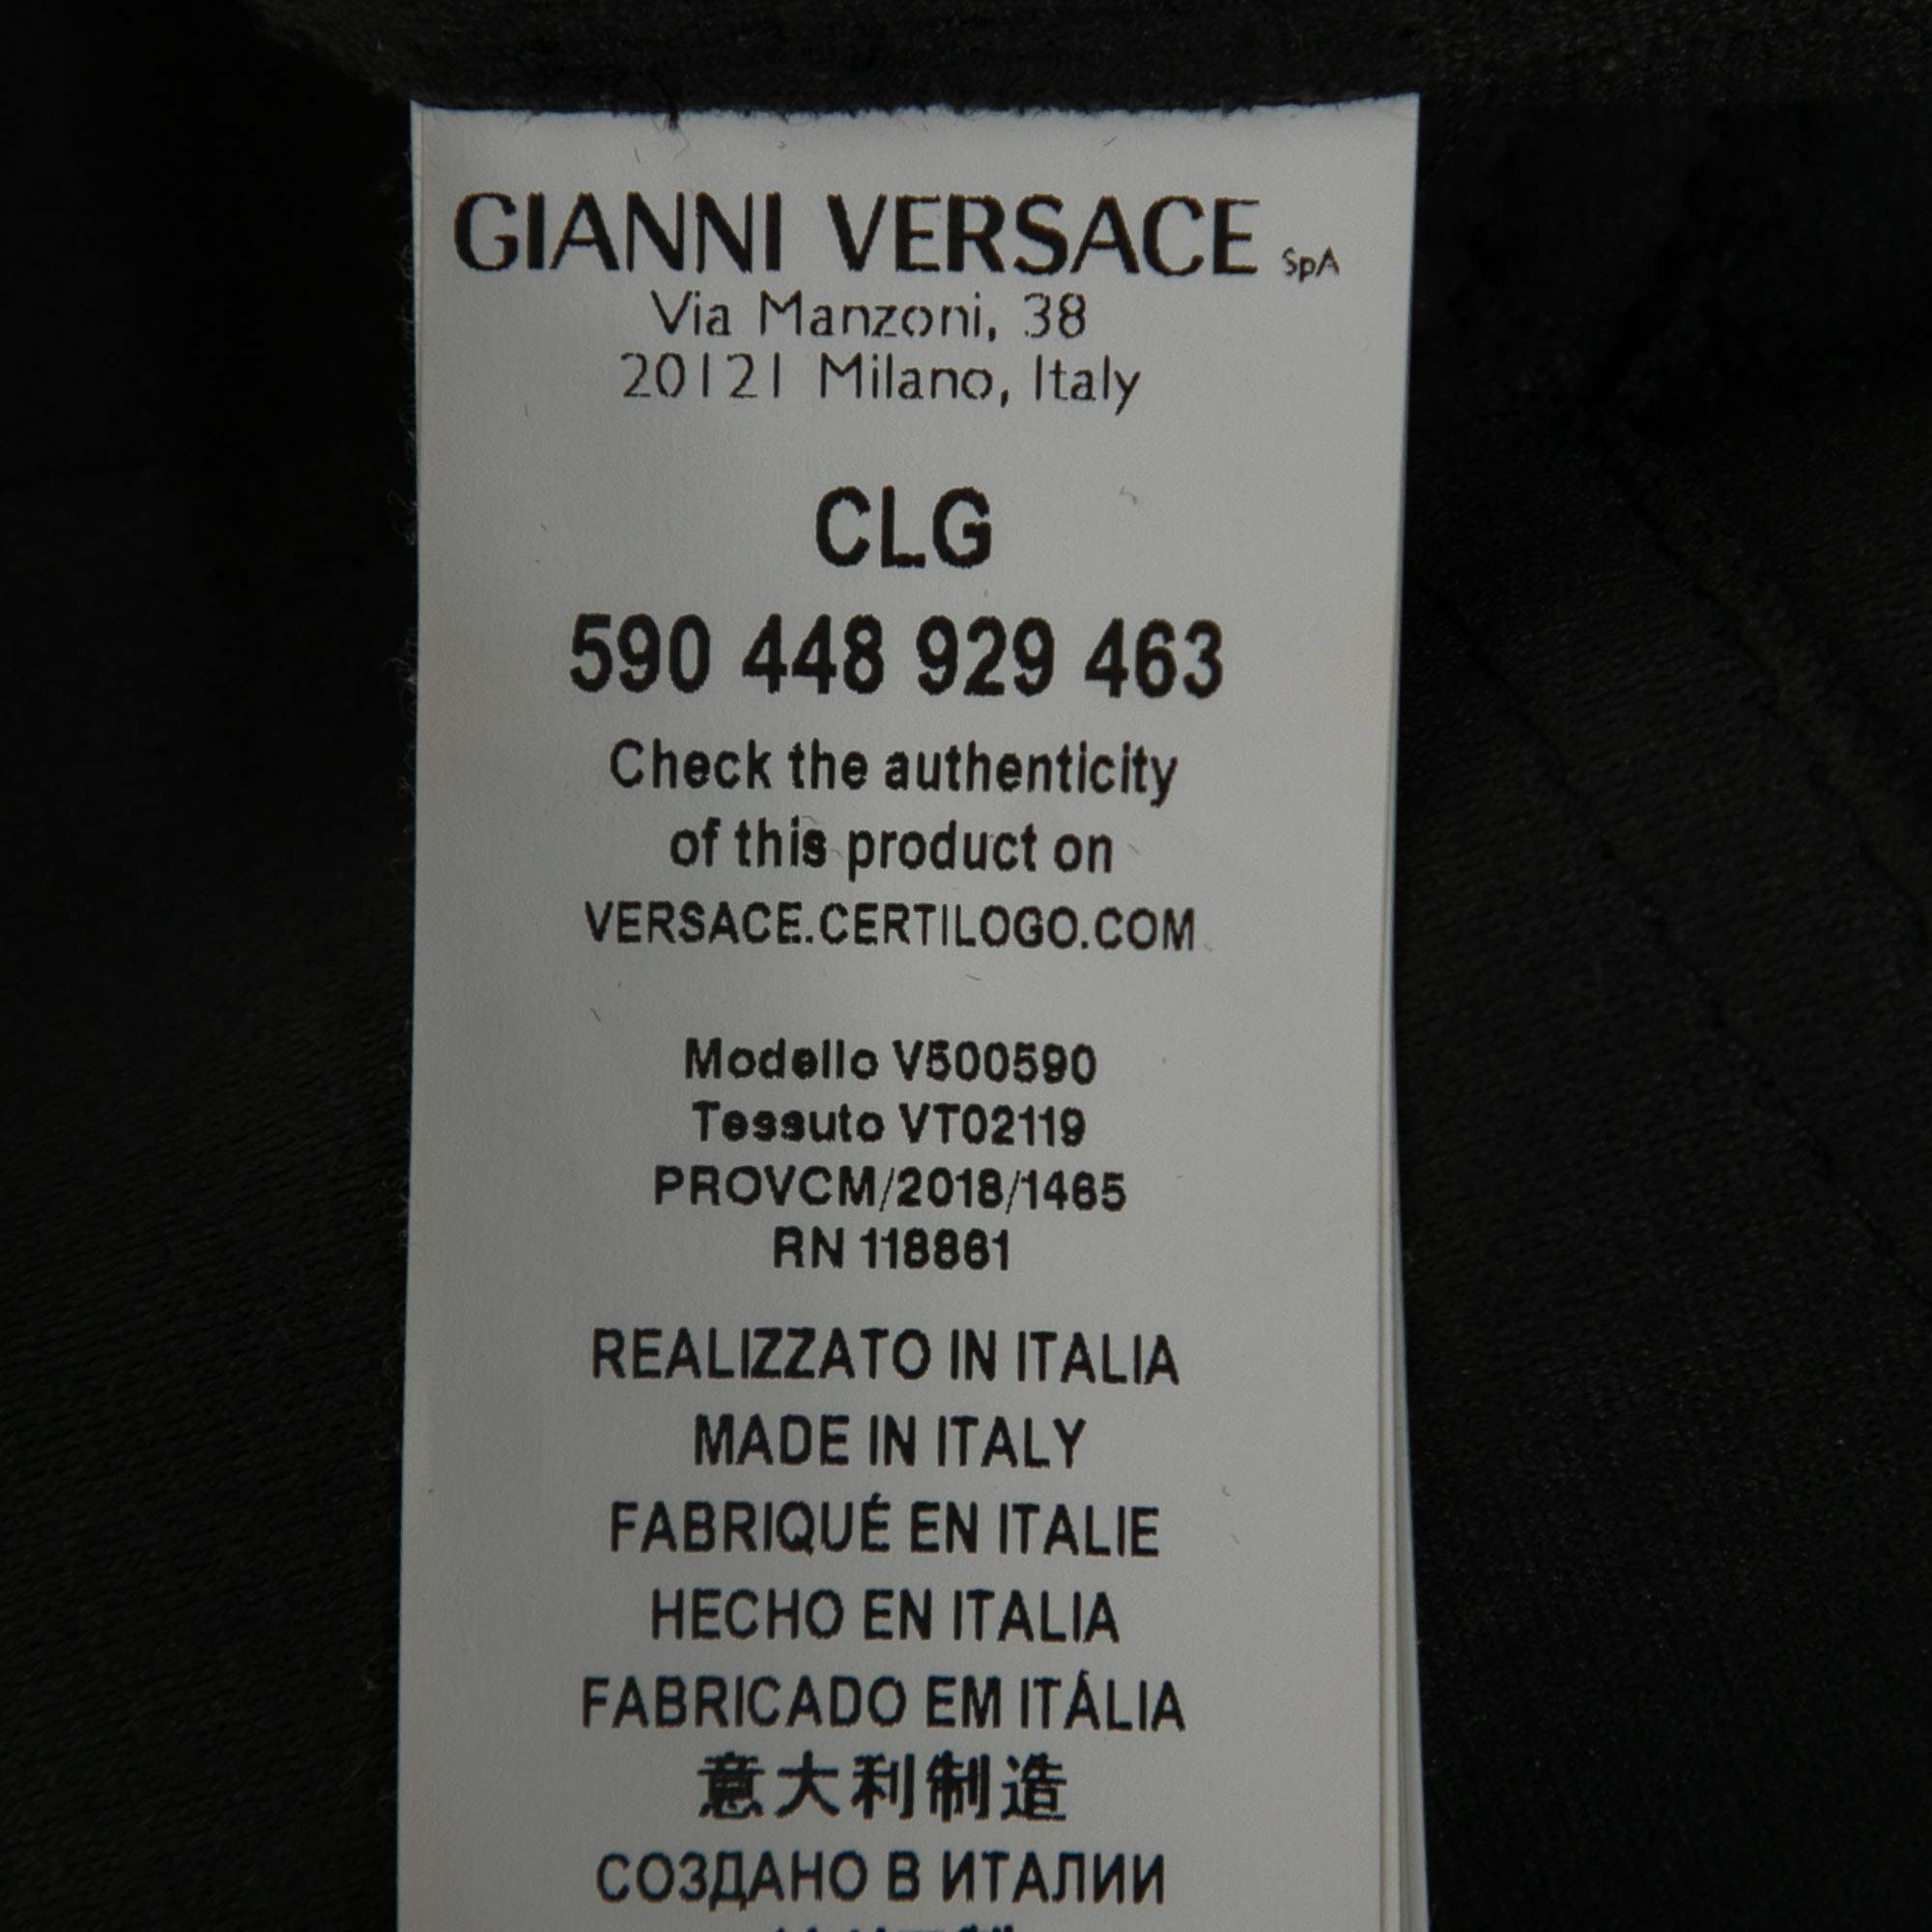 GIANNI VERSACE SpA
Via Manzoni, 38
20121 Milano, Italy
CLG
590 448 929 463
Check the authenticity
of this product on
VERSACE.CERTILOGO.COM
Modello V500590
Tessuto VT02119
PROVCM/2018/1465
RN 118861
REALIZZATO IN ITALIA
MADE IN ITALY
FABRIQUÉ EN ITALIE
HECHO EN ITALIA
FABRICADO EM ITÁLIA
意大利制造
СОЗДАНО В ИТАЛИИ